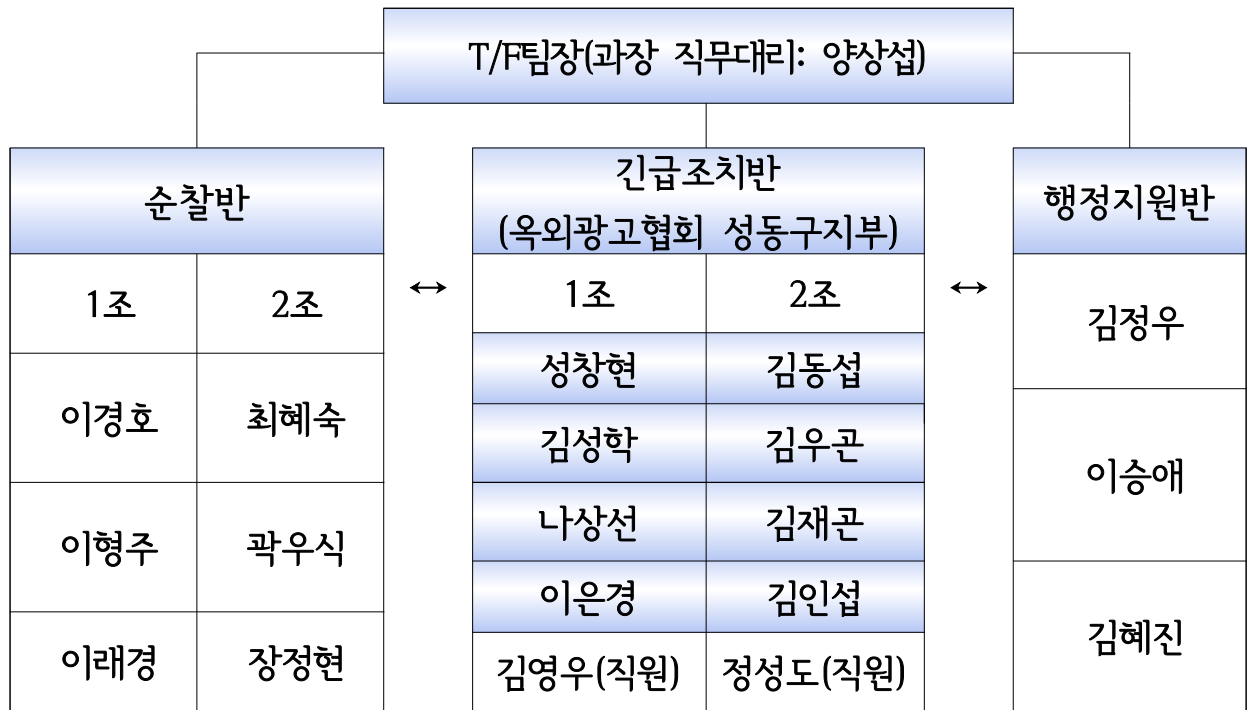 T/F팀장(과장 직무대리: 양상섭)
순찰반
1조 2조
이경호 최혜숙
이형주 곽우식
이래경 장정현
↔
긴급조치반
(옥외광고협회 성동구지부)
1조 2조
성창현 김동섭
김성학 김우곤
나상선 김재곤
이은경 김인섭
김영우(직원) 정성도(직원)
↔
행정지원반
김정우
이승애
김혜진